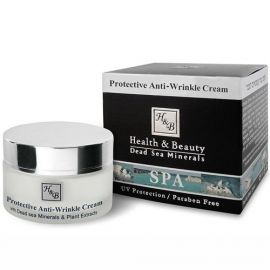 Protective Anti-Wrinkle Cream
H&B
Health & Beauty
Dead Sea Minerals
SPA
UV Protection / Paraben Free
H&B
Protective Anti-Wrinkle Cream
with Dead sea Minerals & Plant Extracts